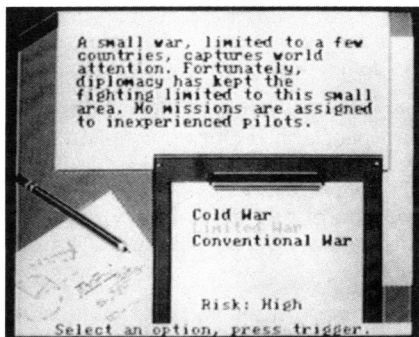 A small war, limited to a few
countries, captures world
attention. Fortunately,
diplomacy has kept the
fighting limited to this small
area. No missions are assigned
to inexperienced pilots.
Cold War
Limited War
Conventional War
Risk: High
Select an option, press trigger.